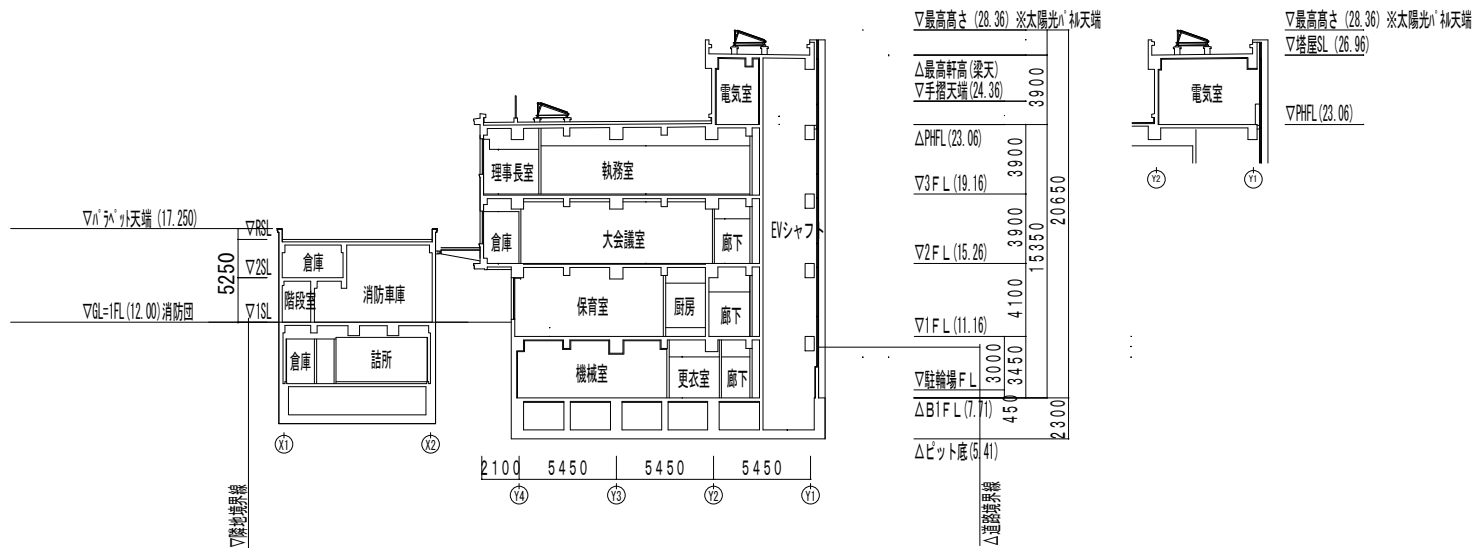 ▽最高高さ (28.36) ※太陽光パネル天端
△最高軒高(梁天)
▽手摺天端(24.36)
△PHFL(23.06)
▽3FL(19.16)
▽2FL(15.26)
▽1FL(11.16)
▽駐輪場FL
△B1FL(7.71)
△ピット底(5.41)
3900
3900
3900
4100
3000
3450
450
15350
20650
2300
▽最高高さ (28.36) ※太陽光パネル天端
▽塔屋SL (26.96)
▽PHFL(23.06)
電気室
Y2
Y1
電気室
理事長室
執務室
倉庫
大会議室
廊下
EVシャフト
保育室
厨房
廊下
機械室
更衣室
廊下
▽パラペット天端 (17.250)
▽RSL
▽2SL
5250
▽GL=1FL(12.00)消防団
▽1SL
倉庫
階段室
消防車庫
倉庫
詰所
X1
X2
2100
5450
5450
5450
Y4
Y3
Y2
Y1
▽隣地境界線
△道路境界線